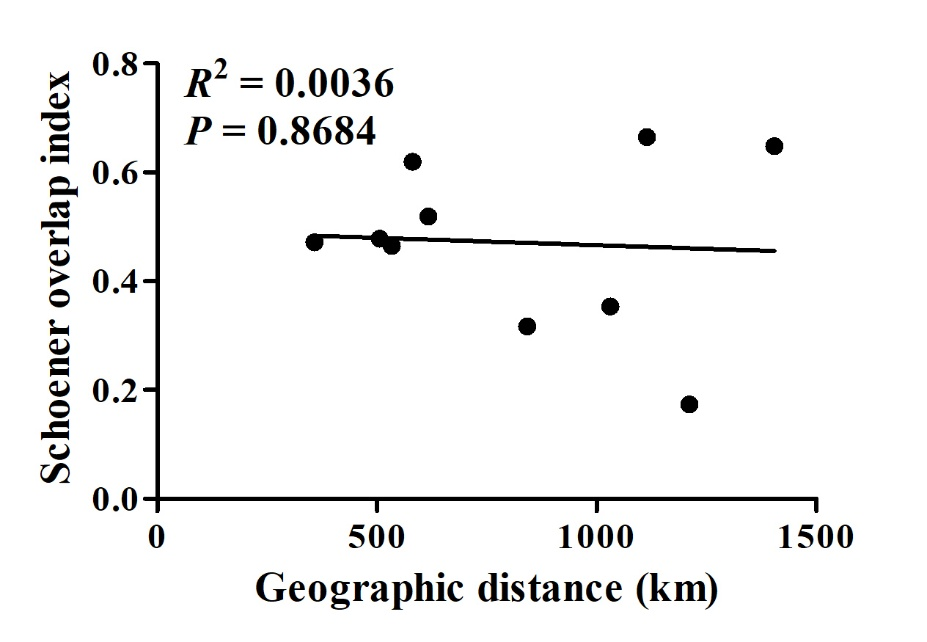 R² = 0.0036
P = 0.8684
Schoener overlap index
0.8
0.6
0.4
0.2
0.0
0 500 1000 1500
Geographic distance (km)